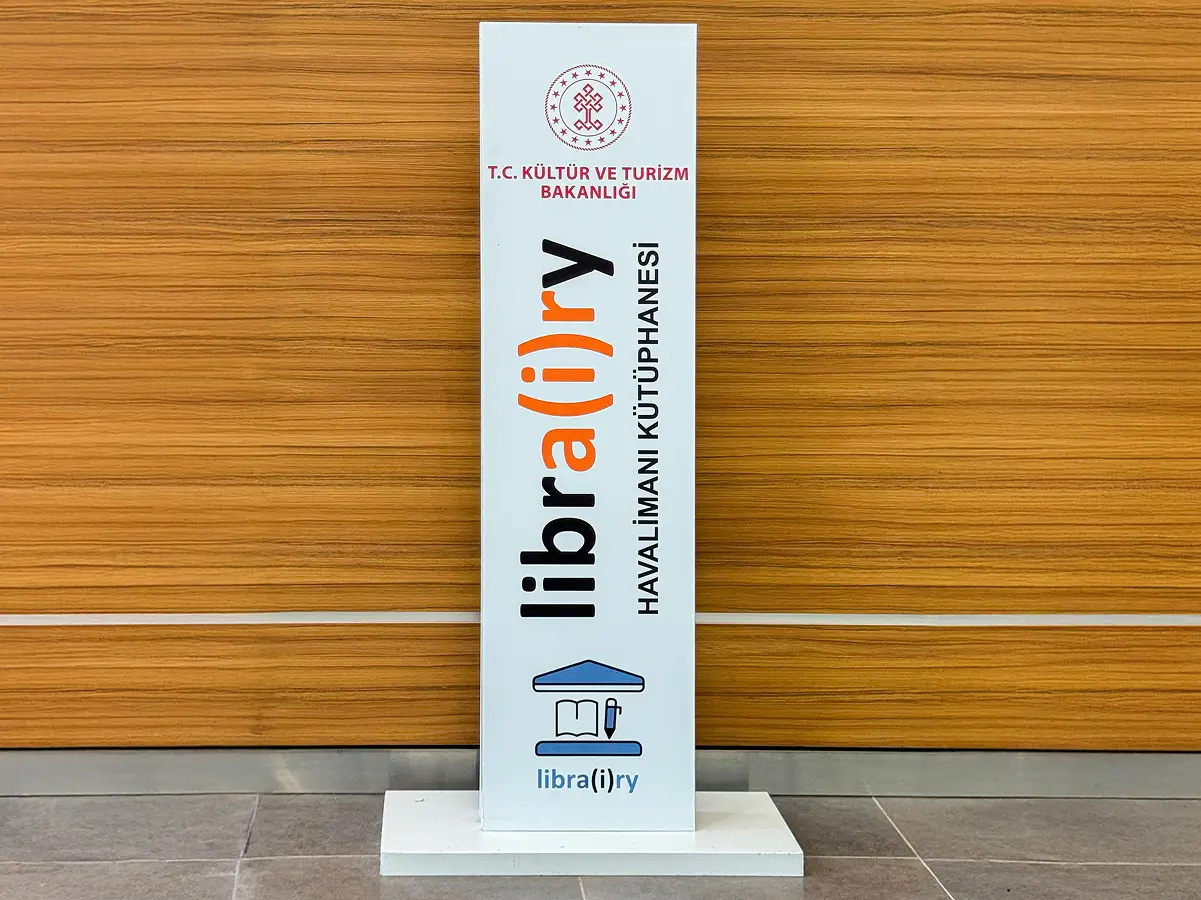 T.C. KÜLTÜR VE TURİZM
BAKANLIĞI
libra(i)ry
HAVALİMANI KÜTÜPHANESİ
libra(i)ry